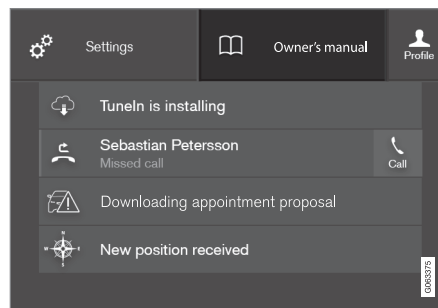 Settings
Owner's manual
Profile
TuneIn is installing
Sebastian Petersson
Missed call
Call
Downloading appointment proposal
New position received
G063375